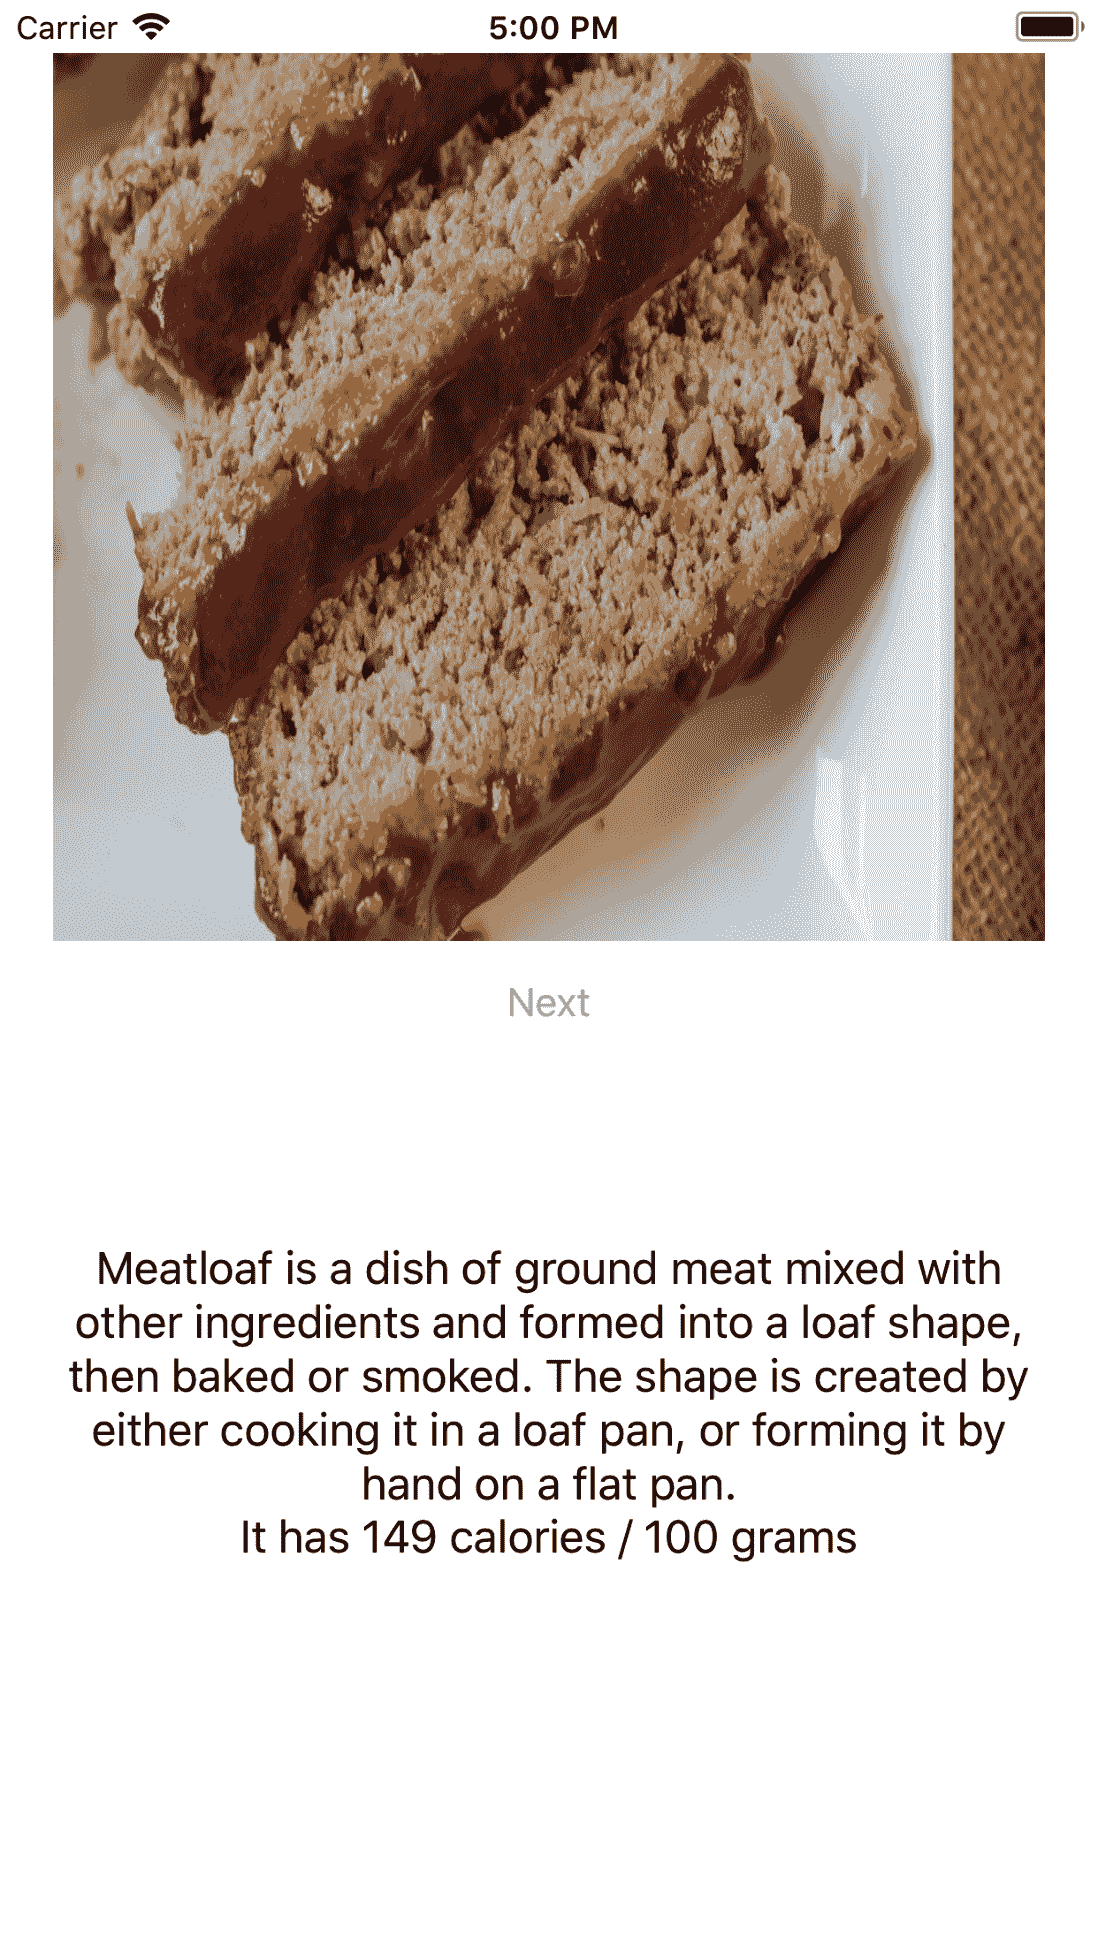 Carrier 5:00 PM
Next
Meatloaf is a dish of ground meat mixed with
other ingredients and formed into a loaf shape,
then baked or smoked. The shape is created by
either cooking it in a loaf pan, or forming it by
hand on a flat pan.
It has 149 calories / 100 grams